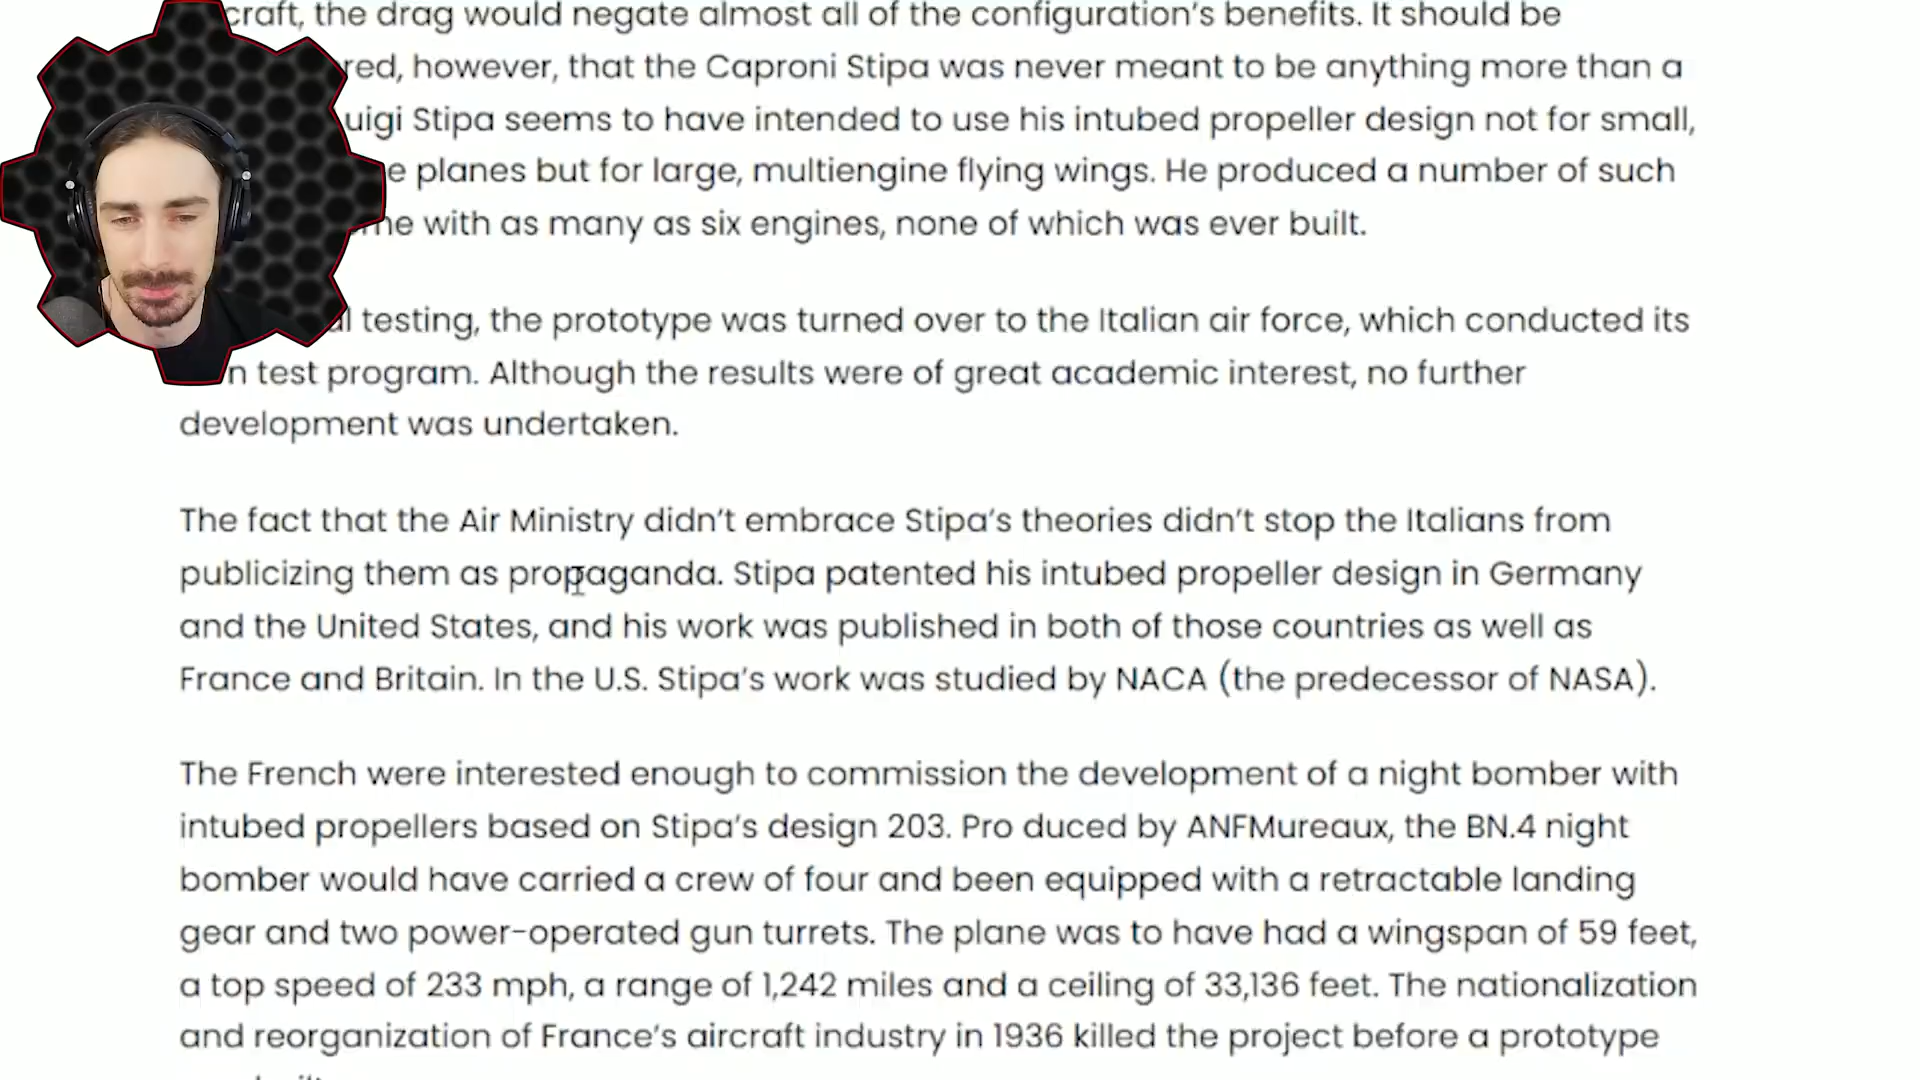 craft, the drag would negate almost all of the configuration's benefits. It should be
red, however, that the Caproni Stipa was never meant to be anything more than a
uigi Stipa seems to have intended to use his intubed propeller design not for small,
e planes but for large, multiengine flying wings. He produced a number of such
me with as many as six engines, none of which was ever built.
al testing, the prototype was turned over to the Italian air force, which conducted its
n test program. Although the results were of great academic interest, no further
development was undertaken.
The fact that the Air Ministry didn't embrace Stipa's theories didn't stop the Italians from
publicizing them as propaganda. Stipa patented his intubed propeller design in Germany
and the United States, and his work was published in both of those countries as well as
France and Britain. In the U.S. Stipa's work was studied by NACA (the predecessor of NASA).
The French were interested enough to commission the development of a night bomber with
intubed propellers based on Stipa's design 203. Pro duced by ANFMureaux, the BN.4 night
bomber would have carried a crew of four and been equipped with a retractable landing
gear and two power-operated gun turrets. The plane was to have had a wingspan of 59 feet,
a top speed of 233 mph, a range of 1,242 miles and a ceiling of 33,136 feet. The nationalization
and reorganization of France's aircraft industry in 1936 killed the project before a prototype